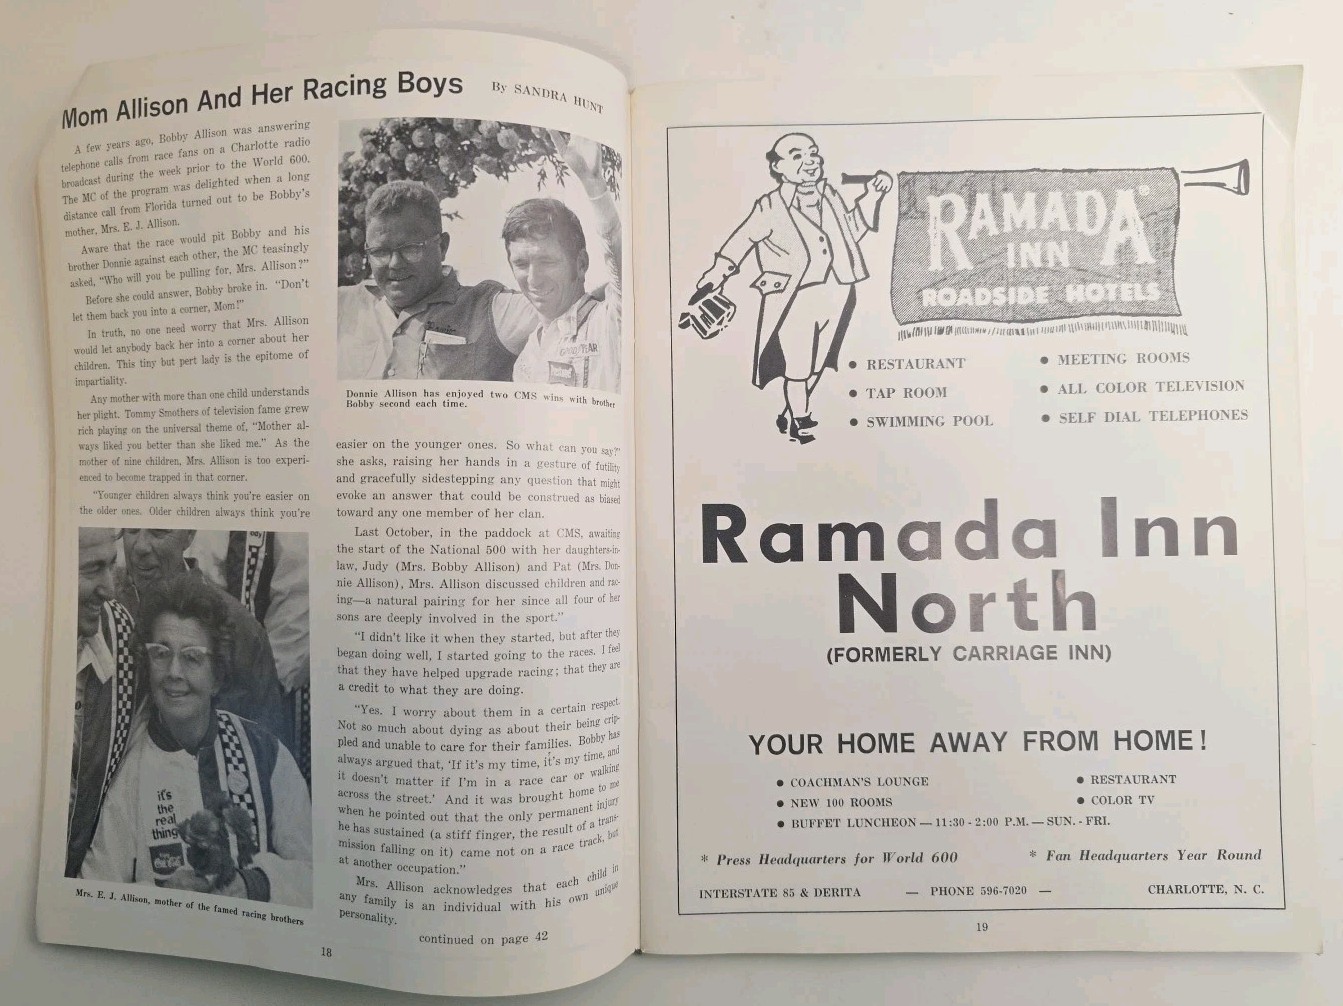 Mom Allison And Her Racing Boys
By SANDRA HUNT
A few years ago, Bobby Allison was answering
telephone calls from race fans on a Charlotte radio
broadcast during the week prior to the World 600.
The MC of the program was delighted when a long
distance call from Florida turned out to be Bobby's
mother, Mrs. E. J. Allison.
Aware that the race would pit Bobby and his
brother Donnie against each other, the MC teasingly
asked, "Who will you be pulling for, Mrs. Allison?"
Before she could answer, Bobby broke in. "Don't
let them back you into a corner, Mom!"
In truth, no one need worry that Mrs. Allison
would let anybody back her into a corner about her
children. This tiny but pert lady is the epitome of
impartiality.
Any mother with more than one child understands
her plight. Tommy Smothers of television fame grew
rich playing on the universal theme of, "Mother al-
ways liked you better than she liked me." As the
mother of nine children, Mrs. Allison is too experi-
enced to become trapped in that corner.
"Younger children always think you're easier on
the older ones. Older children always think you're
it's
the
real
thing
Mrs. E. J. Allison, mother of the famed racing brothers
18
GOODYEAR
Donnie Allison has enjoyed two CMS wins with brother
Bobby second each time.
easier on the younger ones. So what can you say?"
she asks, raising her hands in a gesture of futility
and gracefully sidestepping any question that might
evoke an answer that could be construed as biased
toward any one member of her clan.
Last October, in the paddock at CMS, awaiting
the start of the National 500 with her daughters-in-
law, Judy (Mrs. Bobby Allison) and Pat (Mrs. Don-
nie Allison), Mrs. Allison discussed children and rac-
ing—a natural pairing for her since all four of her
sons are deeply involved in the sport."
"I didn't like it when they started, but after they
began doing well, I started going to the races. I feel
that they have helped upgrade racing; that they are
a credit to what they are doing.
"Yes. I worry about them in a certain respect.
Not so much about dying as about their being crip-
pled and unable to care for their families. Bobby has
always argued that, 'If it's my time, it's my time, and
it doesn't matter if I'm in a race car or walking
across the street.' And it was brought home to me
when he pointed out that the only permanent injury
he has sustained (a stiff finger, the result of a trans-
mission falling on it) came not on a race track, but
at another occupation."
Mrs. Allison acknowledges that each child in
any family is an individual with his own unique
personality.
continued on page 42
RAMADA
INN
ROADSIDE HOTELS
• RESTAURANT
• TAP ROOM
• SWIMMING POOL
• MEETING ROOMS
• ALL COLOR TELEVISION
• SELF DIAL TELEPHONES
Ramada Inn
North
(FORMERLY CARRIAGE INN)
YOUR HOME AWAY FROM HOME!
• COACHMAN'S LOUNGE
• NEW 100 ROOMS
• BUFFET LUNCHEON — 11:30 - 2:00 P.M. — SUN. - FRI.
• RESTAURANT
• COLOR TV
* Press Headquarters for World 600
* Fan Headquarters Year Round
INTERSTATE 85 & DERITA — PHONE 596-7020 — CHARLOTTE, N. C.
19